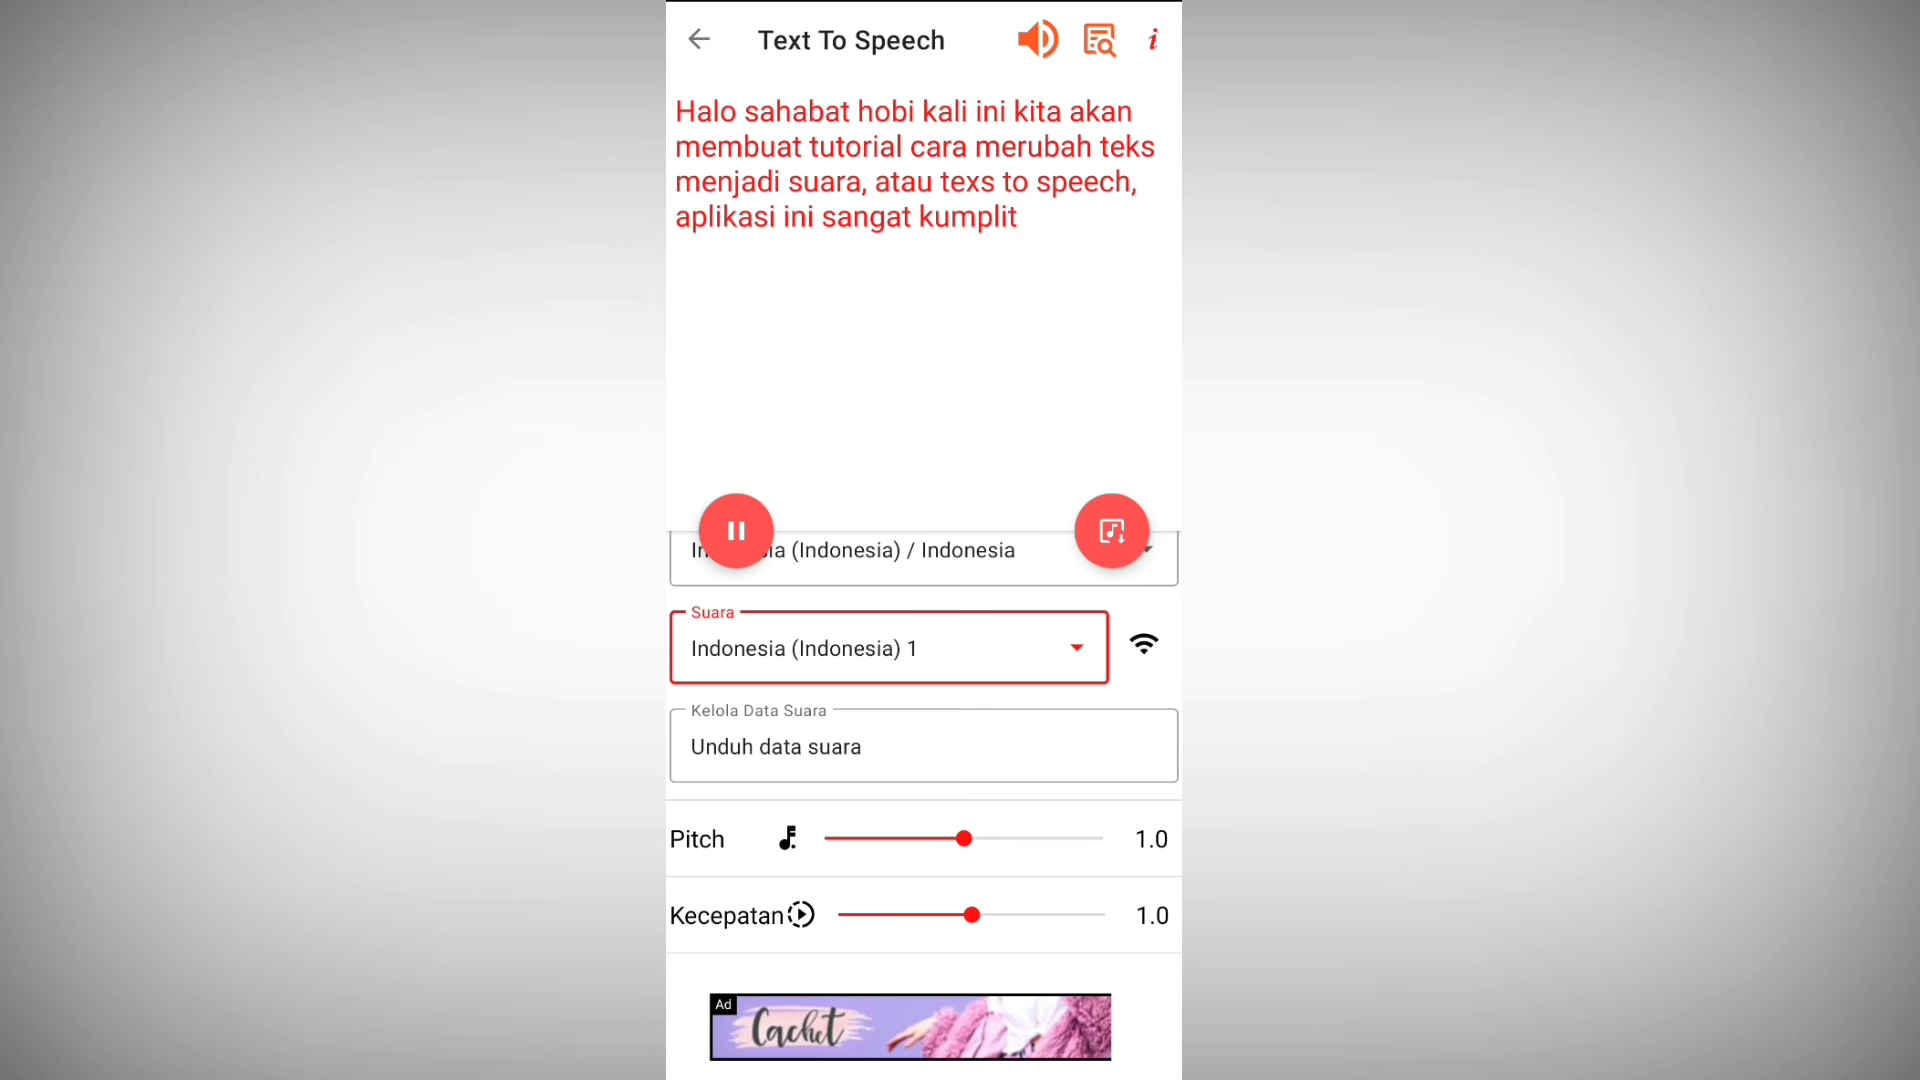 Text To Speech
Halo sahabat hobi kali ini kita akan
membuat tutorial cara merubah teks
menjadi suara, atau texs to speech,
aplikasi ini sangat kumplit
(Indonesia) / Indonesia
Suara
Indonesia (Indonesia) 1
Kelola Data Suara
Unduh data suara
Pitch 1.0
Kecepatan 1.0
Ad
Cachet